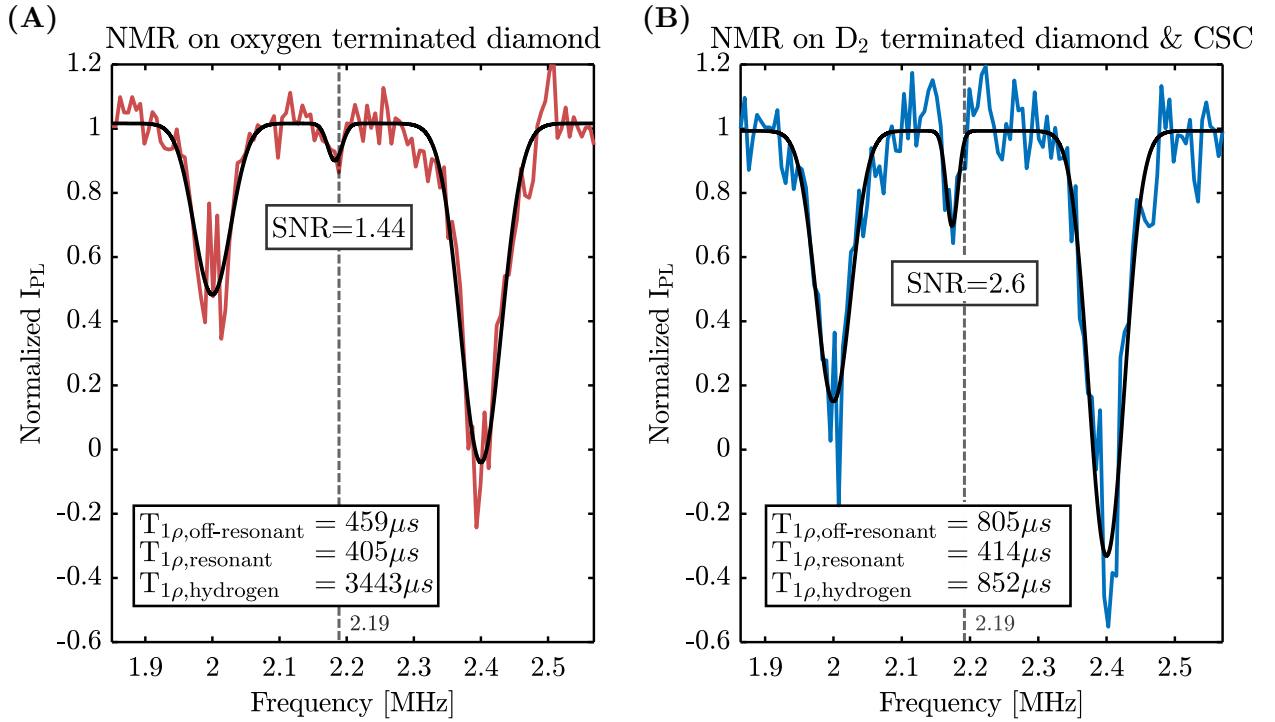 (A)
NMR on oxygen terminated diamond
Normalized I_PL
1.2
1
0.8
0.6
0.4
0.2
0
-0.2
-0.4
-0.6
SNR=1.44
T_1ρ,off-resonant = 459μs
T_1ρ,resonant = 405μs
T_1ρ,hydrogen = 3443μs
2.19
1.9 2 2.1 2.2 2.3 2.4 2.5
Frequency [MHz]
(B)
NMR on D₂ terminated diamond & CSC
Normalized I_PL
1.2
1
0.8
0.6
0.4
0.2
0
-0.2
-0.4
-0.6
SNR=2.6
T_1ρ,off-resonant = 805μs
T_1ρ,resonant = 414μs
T_1ρ,hydrogen = 852μs
2.19
1.9 2 2.1 2.2 2.3 2.4 2.5
Frequency [MHz]